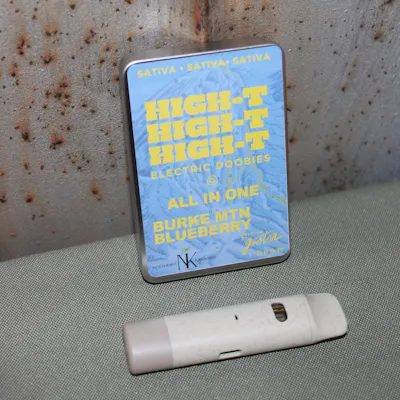 SATIVA • SATIVA • SATIVA
HIGH-T
HIGH-T
HIGH-T
ELECTRIC DOOBIES
ALL IN ONE
BURKE MTN
BLUEBERRY
NK